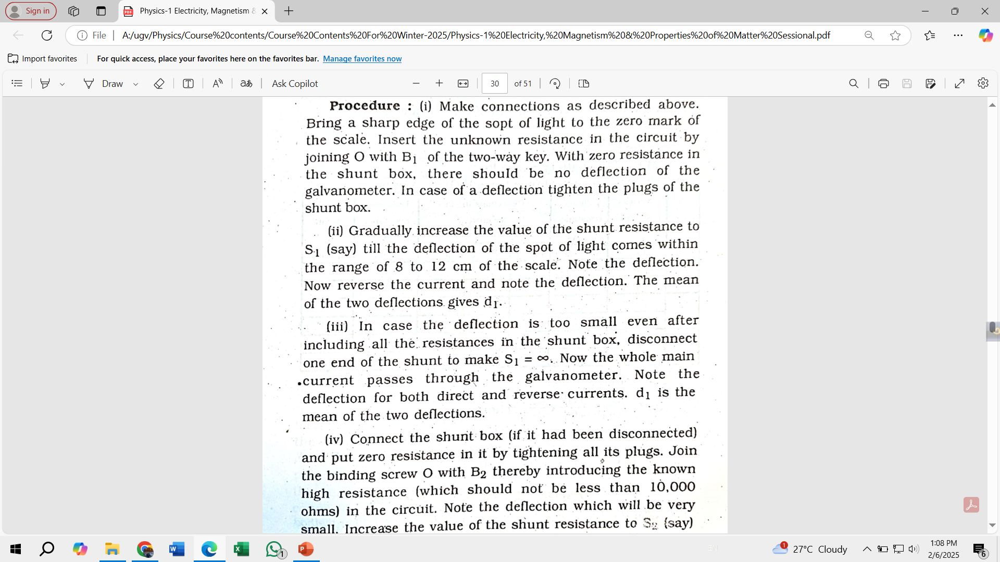 Sign in
Physics-1 Electricity, Magnetism &
File
A:/ugv/Physics/Course%20contents/Course%20Contents%20For%20Winter-2025/Physics-1%20Electricity,%20Magnetism%20&%20Properties%20of%20Matter%20Sessional.pdf
Import favorites
For quick access, place your favorites here on the favorites bar. Manage favorites now
Draw
Ask Copilot
30 of 51
Procedure : (i) Make connections as described above.
Bring a sharp edge of the sopt of light to the zero mark of
the scale. Insert the unknown resistance in the circuit by
joining O with B1 of the two-way key. With zero resistance in
the shunt box, there should be no deflection of the
galvanometer. In case of a deflection tighten the plugs of the
shunt box.
(ii) Gradually increase the value of the shunt resistance to
S1 (say) till the deflection of the spot of light comes within
the range of 8 to 12 cm of the scale. Note the deflection.
Now reverse the current and note the deflection. The mean
of the two deflections gives d1.
(iii) In case the deflection is too small even after
including all the resistances in the shunt box, disconnect
one end of the shunt to make S1 = ∞. Now the whole main
current passes through the galvanometer. Note the
deflection for both direct and reverse currents. d1 is the
mean of the two deflections.
(iv) Connect the shunt box (if it had been disconnected)
and put zero resistance in it by tightening all its plugs. Join
the binding screw O with B2 thereby introducing the known
high resistance (which should not be less than 10,000
ohms) in the circuit. Note the deflection which will be very
small. Increase the value of the shunt resistance to S2 (say)
27°C Cloudy
1:08 PM
2/6/2025